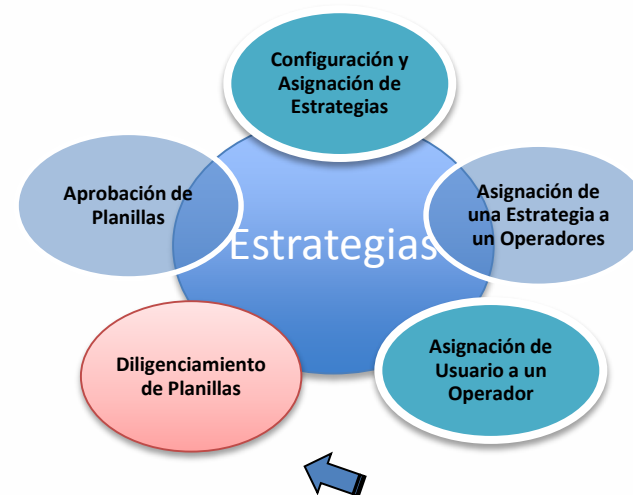 Configuración y
Asignación de
Estrategias
Aprobación de
Planillas
Estrategias
Asignación de
una Estrategia a
un Operadores
Diligenciamiento
de Planillas
Asignación de
Usuario a un
Operador